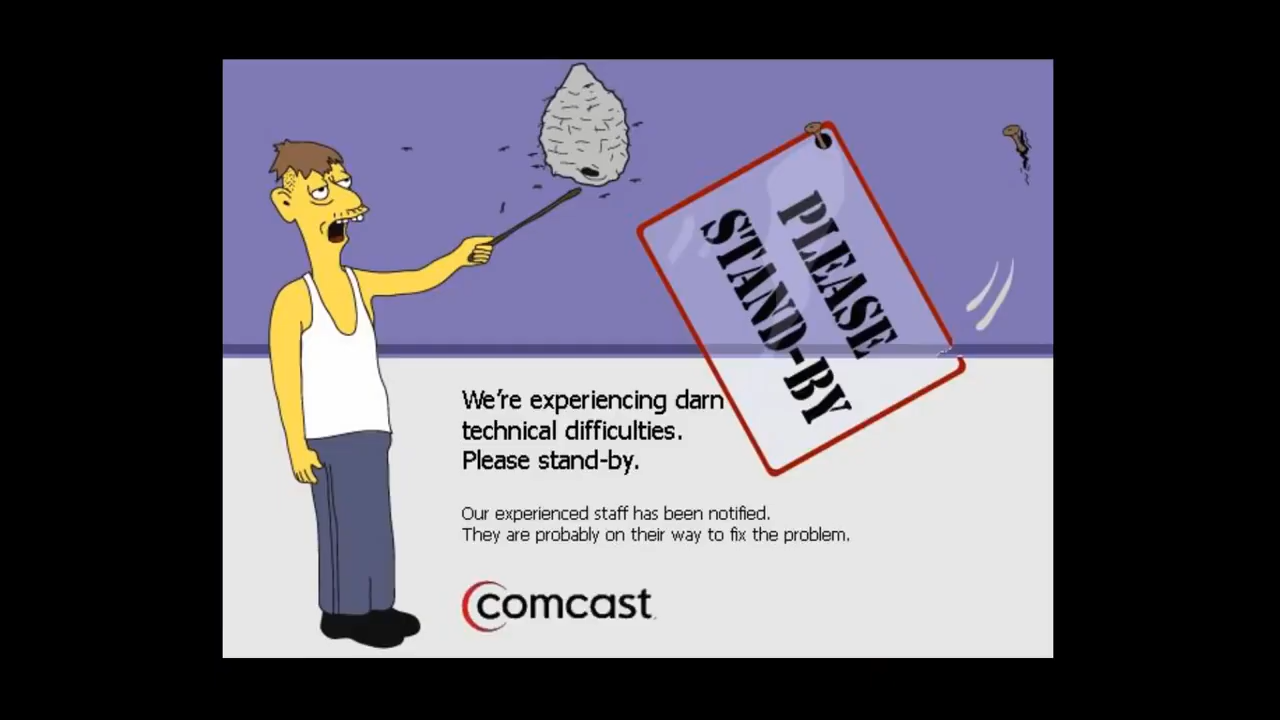 PLEASE
STAND-BY
We're experiencing darn
technical difficulties.
Please stand-by.
Our experienced staff has been notified.
They are probably on their way to fix the problem.
comcast